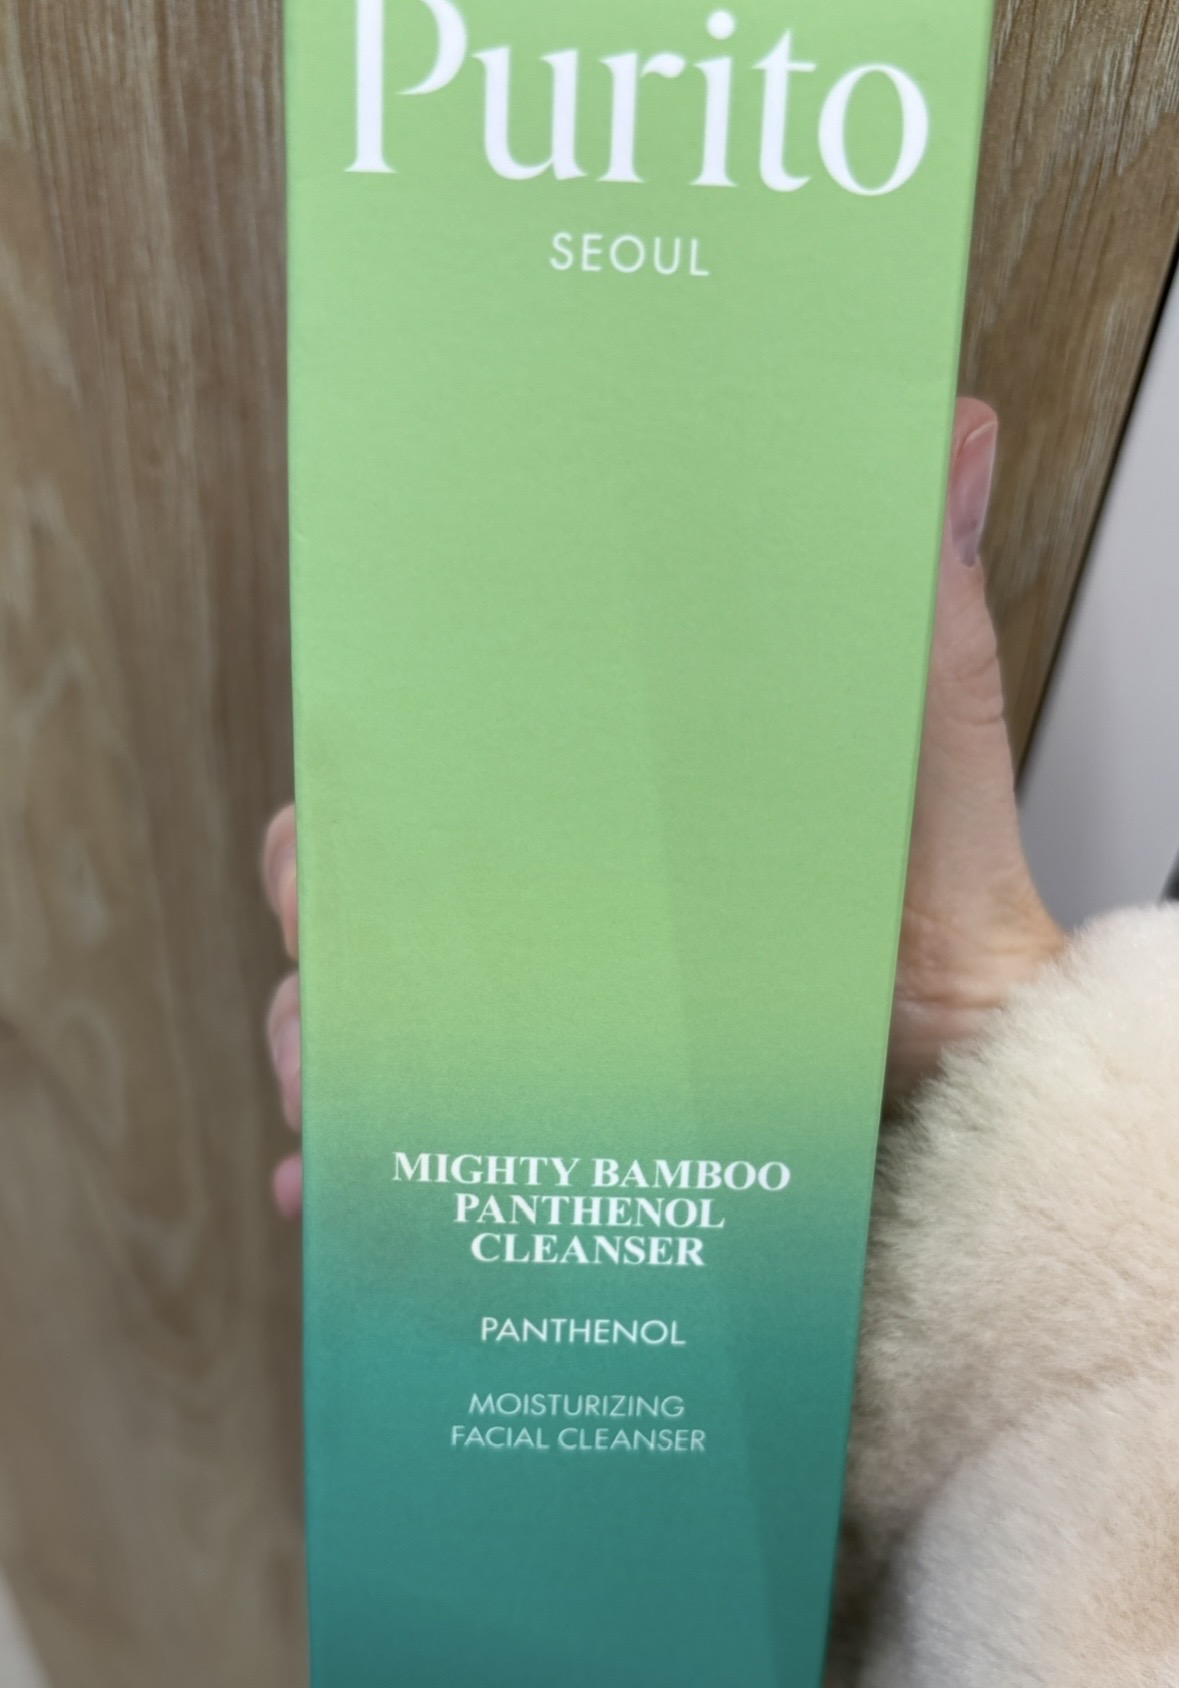 Purito
SEOUL
MIGHTY BAMBOO
PANTHENOL
CLEANSER
PANTHENOL
MOISTURIZING
FACIAL CLEANSER